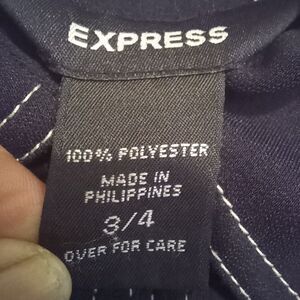 EXPRESS
100% POLYESTER
MADE IN
PHILIPPINES
3/4
OVER FOR CARE